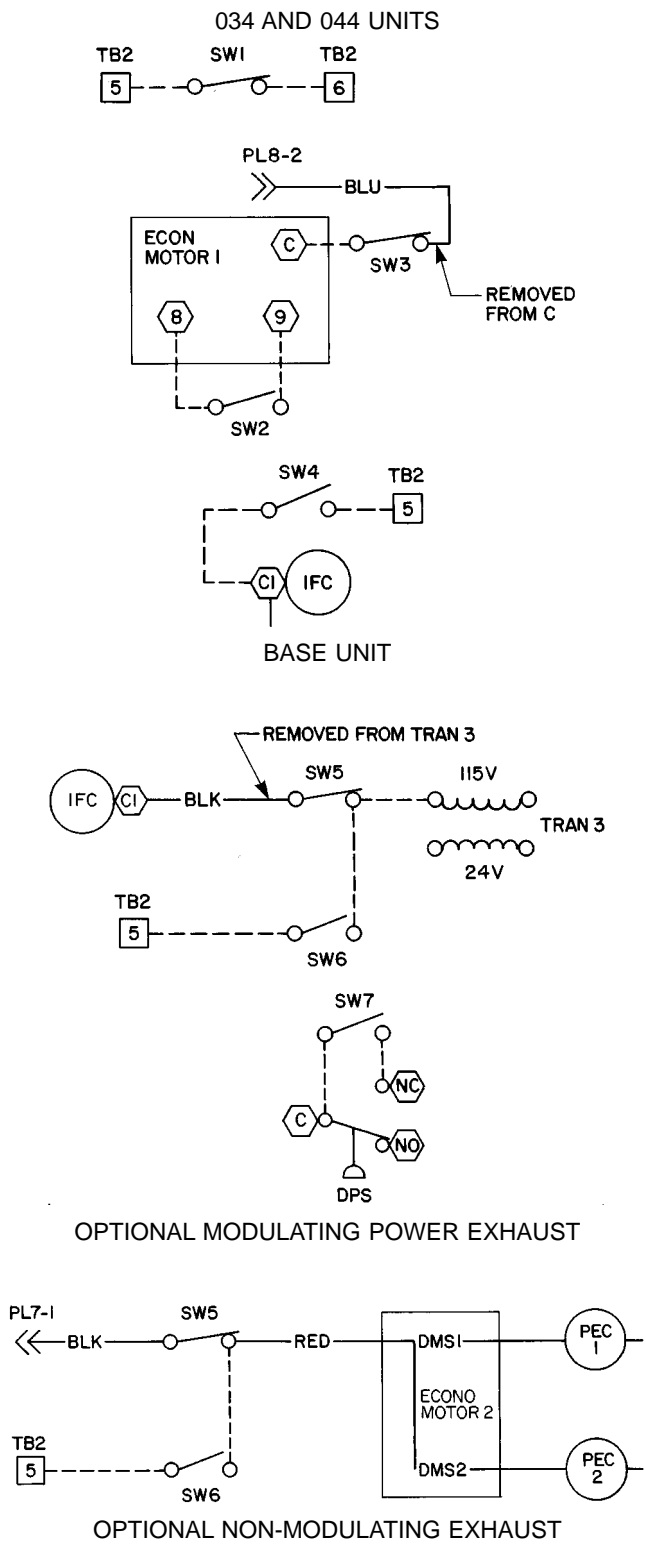 034 AND 044 UNITS
TB2 SW1 TB2
5 6
PL8-2
BLU
ECON
MOTOR 1
C
SW3
REMOVED
FROM C
8 9
SW2
SW4 TB2
5
C1 IFC
BASE UNIT
REMOVED FROM TRAN 3
IFC C1 BLK SW5 115V
TRAN 3
24V
TB2
5
SW6
SW7
NC
C
NO
DPS
OPTIONAL MODULATING POWER EXHAUST
PL7-1 SW5
BLK RED DMS1 PEC
1
ECONO
MOTOR 2
TB2
5
SW6
DMS2 PEC
2
OPTIONAL NON-MODULATING EXHAUST